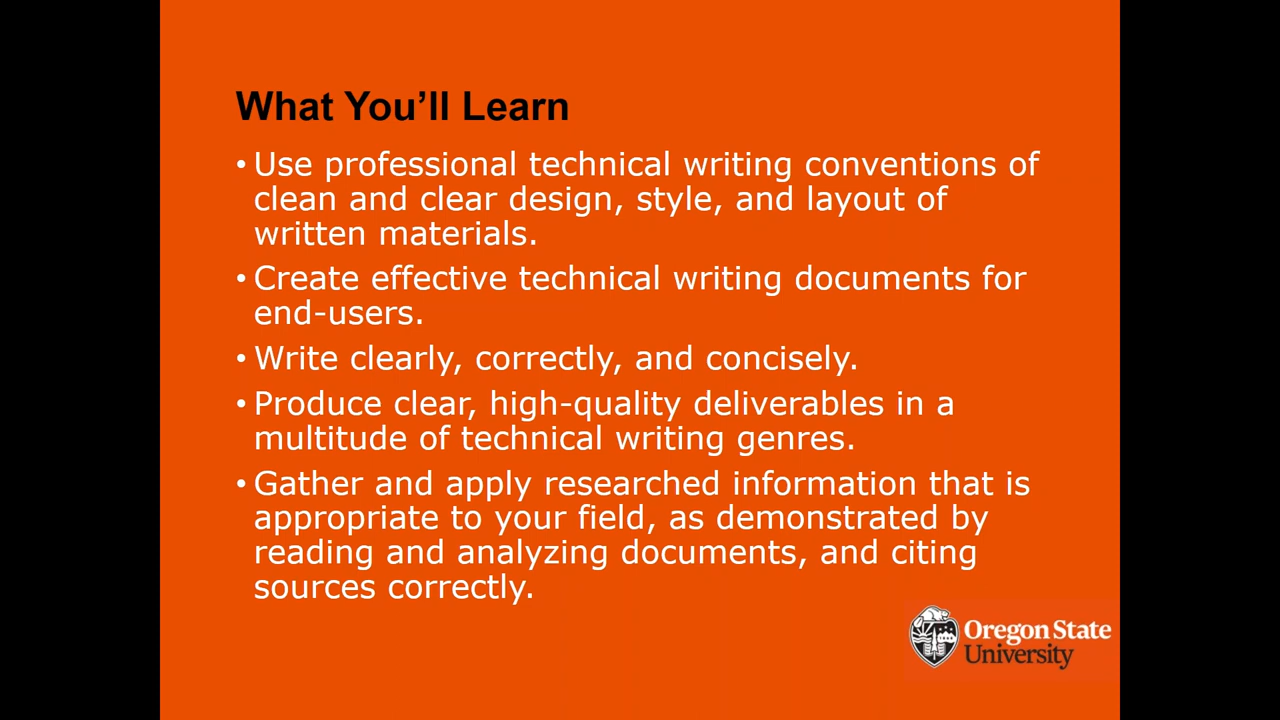 What You’ll Learn
• Use professional technical writing conventions of
clean and clear design, style, and layout of
written materials.
• Create effective technical writing documents for
end-users.
• Write clearly, correctly, and concisely.
• Produce clear, high-quality deliverables in a
multitude of technical writing genres.
• Gather and apply researched information that is
appropriate to your field, as demonstrated by
reading and analyzing documents, and citing
sources correctly.
Oregon State
University